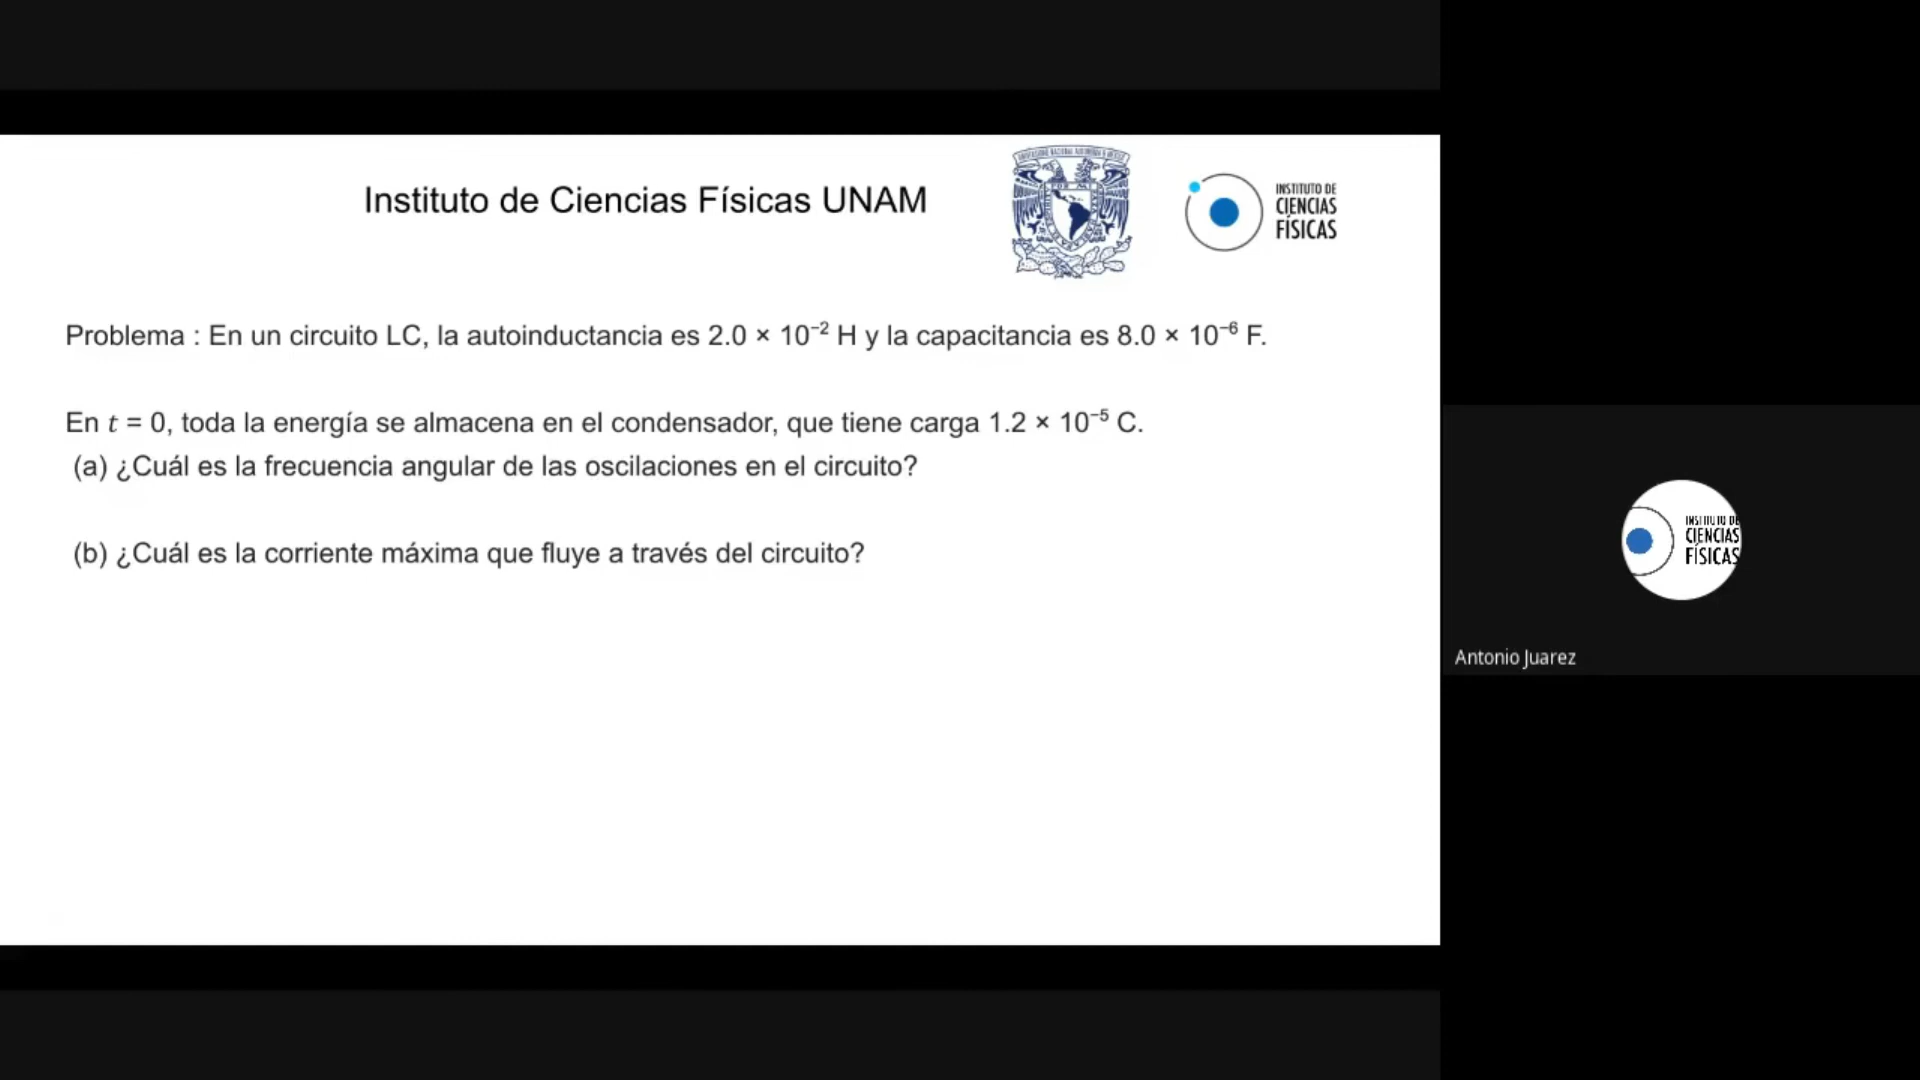 Instituto de Ciencias Físicas UNAM
INSTITUTO DE
CIENCIAS
FÍSICAS
Problema : En un circuito LC, la autoinductancia es 2.0 × 10⁻² H y la capacitancia es 8.0 × 10⁻⁶ F.
En t = 0, toda la energía se almacena en el condensador, que tiene carga 1.2 × 10⁻⁵ C.
(a) ¿Cuál es la frecuencia angular de las oscilaciones en el circuito?
(b) ¿Cuál es la corriente máxima que fluye a través del circuito?
INSTITUTO DE
CIENCIAS
FÍSICAS
Antonio Juarez